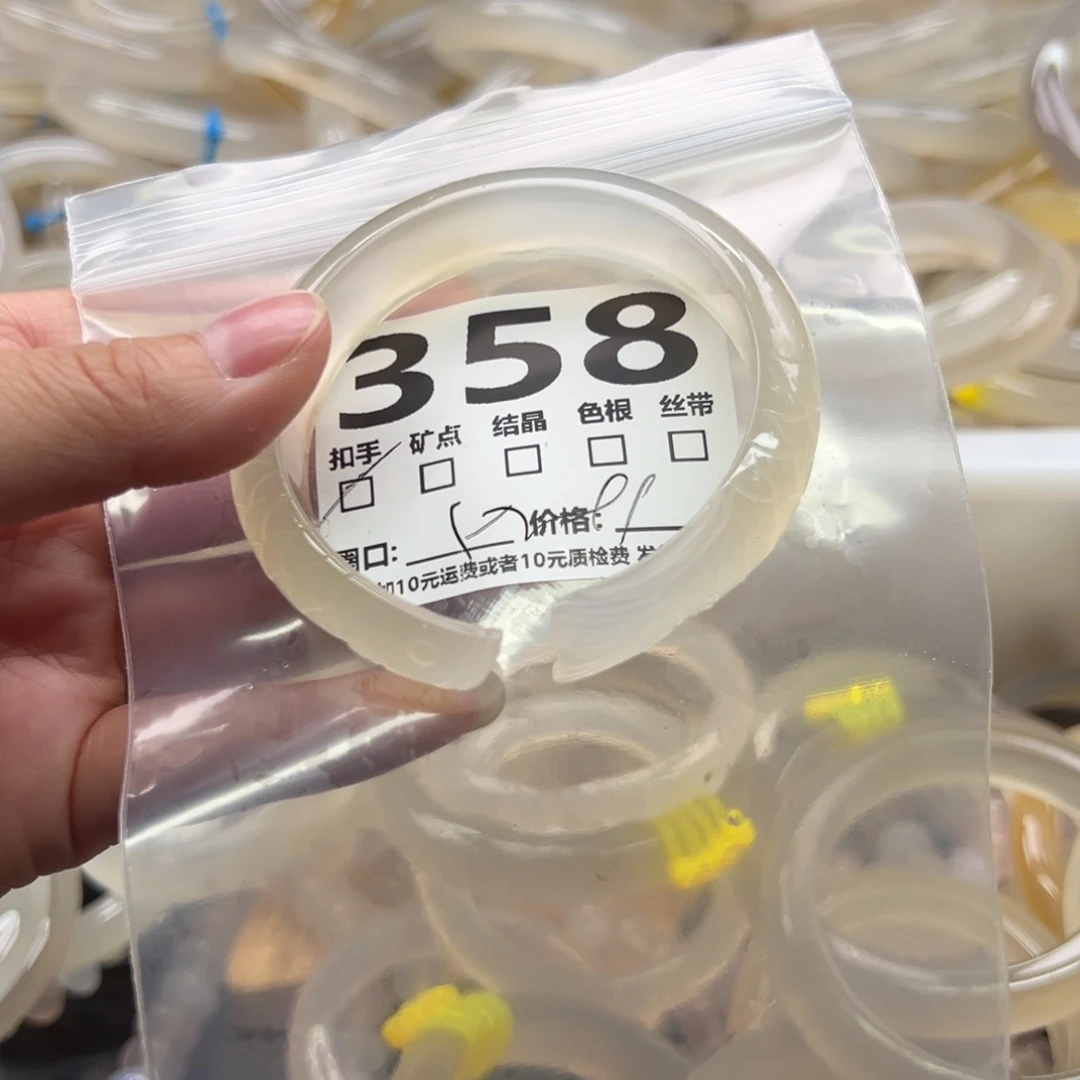 358
扣手 矿点 结晶 色根 丝带
圈口: 价格:
加10元运费或者10元质检费